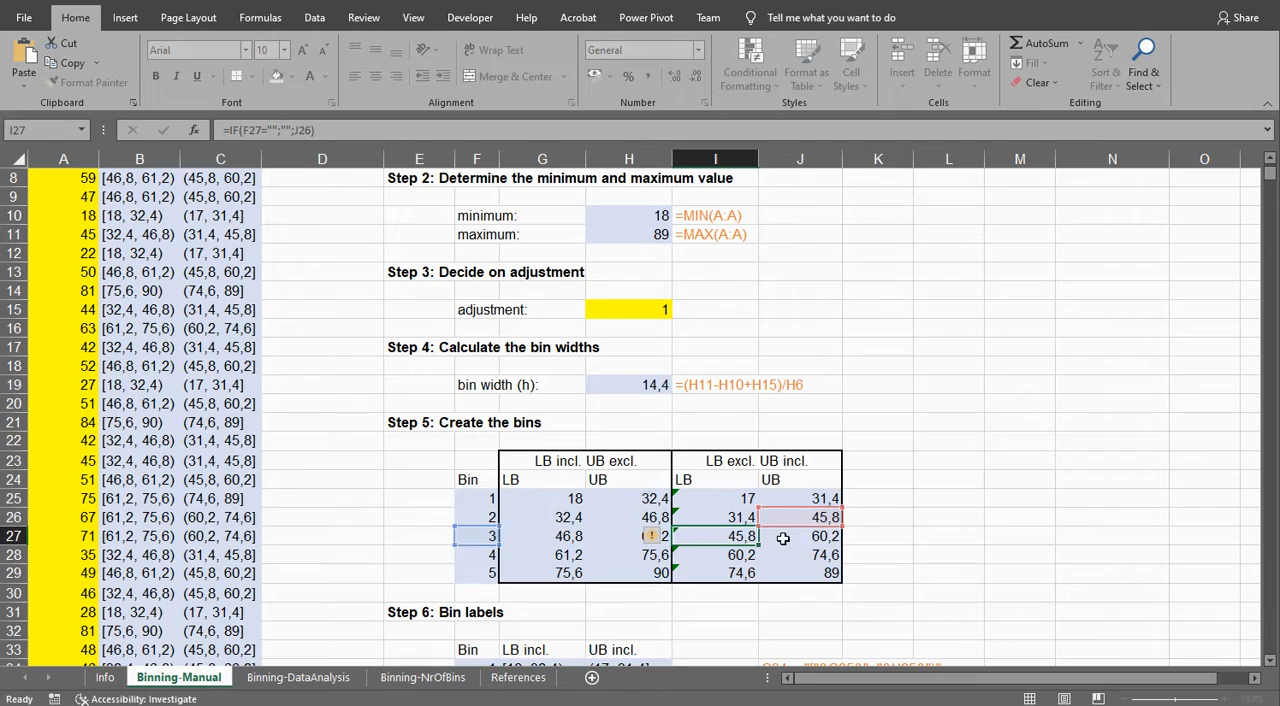 File Home Insert Page Layout Formulas Data Review View Developer Help Acrobat Power Pivot Team Tell me what you want to do Share
Paste Cut Copy Format Painter Arial 10 Wrap Text Merge & Center General Conditional Formatting Format as Table Cell Styles Insert Delete Format AutoSum Fill Clear Sort & Filter Find & Select
Clipboard Font Alignment Number Styles Cells Editing
I27 =IF(F27="";"";J26)
A B C D E F G H I J K L M N O
8 59 [46,8, 61,2) (45,8, 60,2] Step 2: Determine the minimum and maximum value
9 47 [46,8, 61,2) (45,8, 60,2]
10 18 [18, 32,4) (17, 31,4] minimum: 18 =MIN(A:A)
11 45 [32,4, 46,8) (31,4, 45,8] maximum: 89 =MAX(A:A)
12 22 [18, 32,4) (17, 31,4]
13 50 [46,8, 61,2) (45,8, 60,2] Step 3: Decide on adjustment
14 81 [75,6, 90) (74,6, 89]
15 44 [32,4, 46,8) (31,4, 45,8] adjustment: 1
16 63 [61,2, 75,6) (60,2, 74,6]
17 42 [32,4, 46,8) (31,4, 45,8] Step 4: Calculate the bin widths
18 52 [46,8, 61,2) (45,8, 60,2]
19 27 [18, 32,4) (17, 31,4] bin width (h): 14,4 =(H11-H10+H15)/H6
20 51 [46,8, 61,2) (45,8, 60,2]
21 84 [75,6, 90) (74,6, 89] Step 5: Create the bins
22 42 [32,4, 46,8) (31,4, 45,8]
23 45 [32,4, 46,8) (31,4, 45,8] LB incl. UB excl. LB excl. UB incl.
24 75 [61,2, 75,6) (74,6, 89] Bin LB UB LB UB
25 75 [61,2, 75,6) (74,6, 89] 1 18 32,4 17 31,4
26 67 [61,2, 75,6) (60,2, 74,6] 2 32,4 46,8 31,4 45,8
27 71 [61,2, 75,6) (60,2, 74,6] 3 46,8 2 45,8 60,2
28 35 [32,4, 46,8) (31,4, 45,8] 4 61,2 75,6 60,2 74,6
29 49 [46,8, 61,2) (45,8, 60,2] 5 75,6 90 74,6 89
30 46 [32,4, 46,8) (45,8, 60,2]
31 28 [18, 32,4) (17, 31,4] Step 6: Bin labels
32 81 [75,6, 90) (74,6, 89]
33 48 [46,8, 61,2) (45,8, 60,2] Bin LB incl. UB incl.
Info Binning-Manual Binning-DataAnalysis Binning-NrOfBins References
Ready Accessibility: Investigate